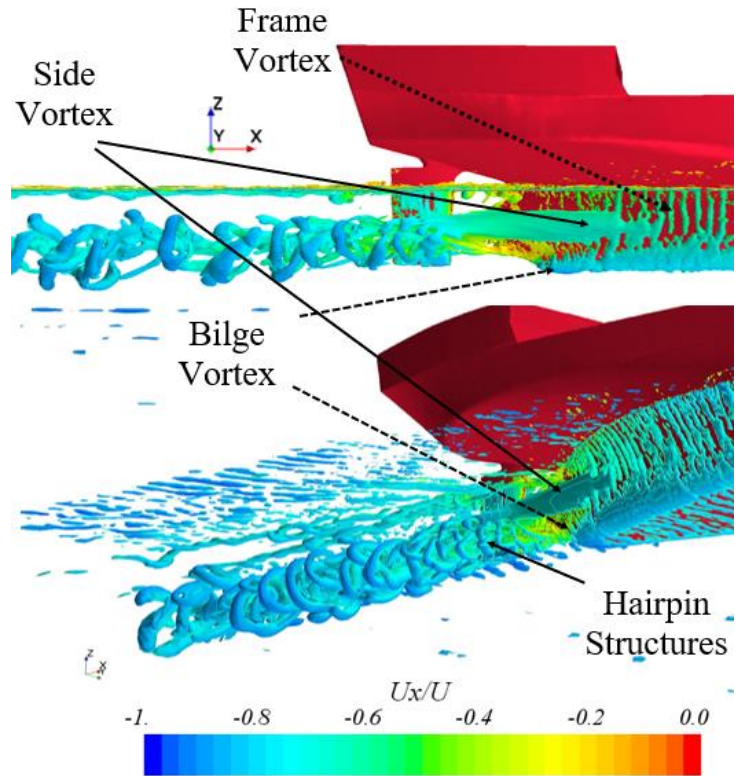 Frame
Vortex
Side
Vortex
Z
Y X
Bilge
Vortex
Hairpin
Structures
Z
X
Ux/U
-1. -0.8 -0.6 -0.4 -0.2 0.0